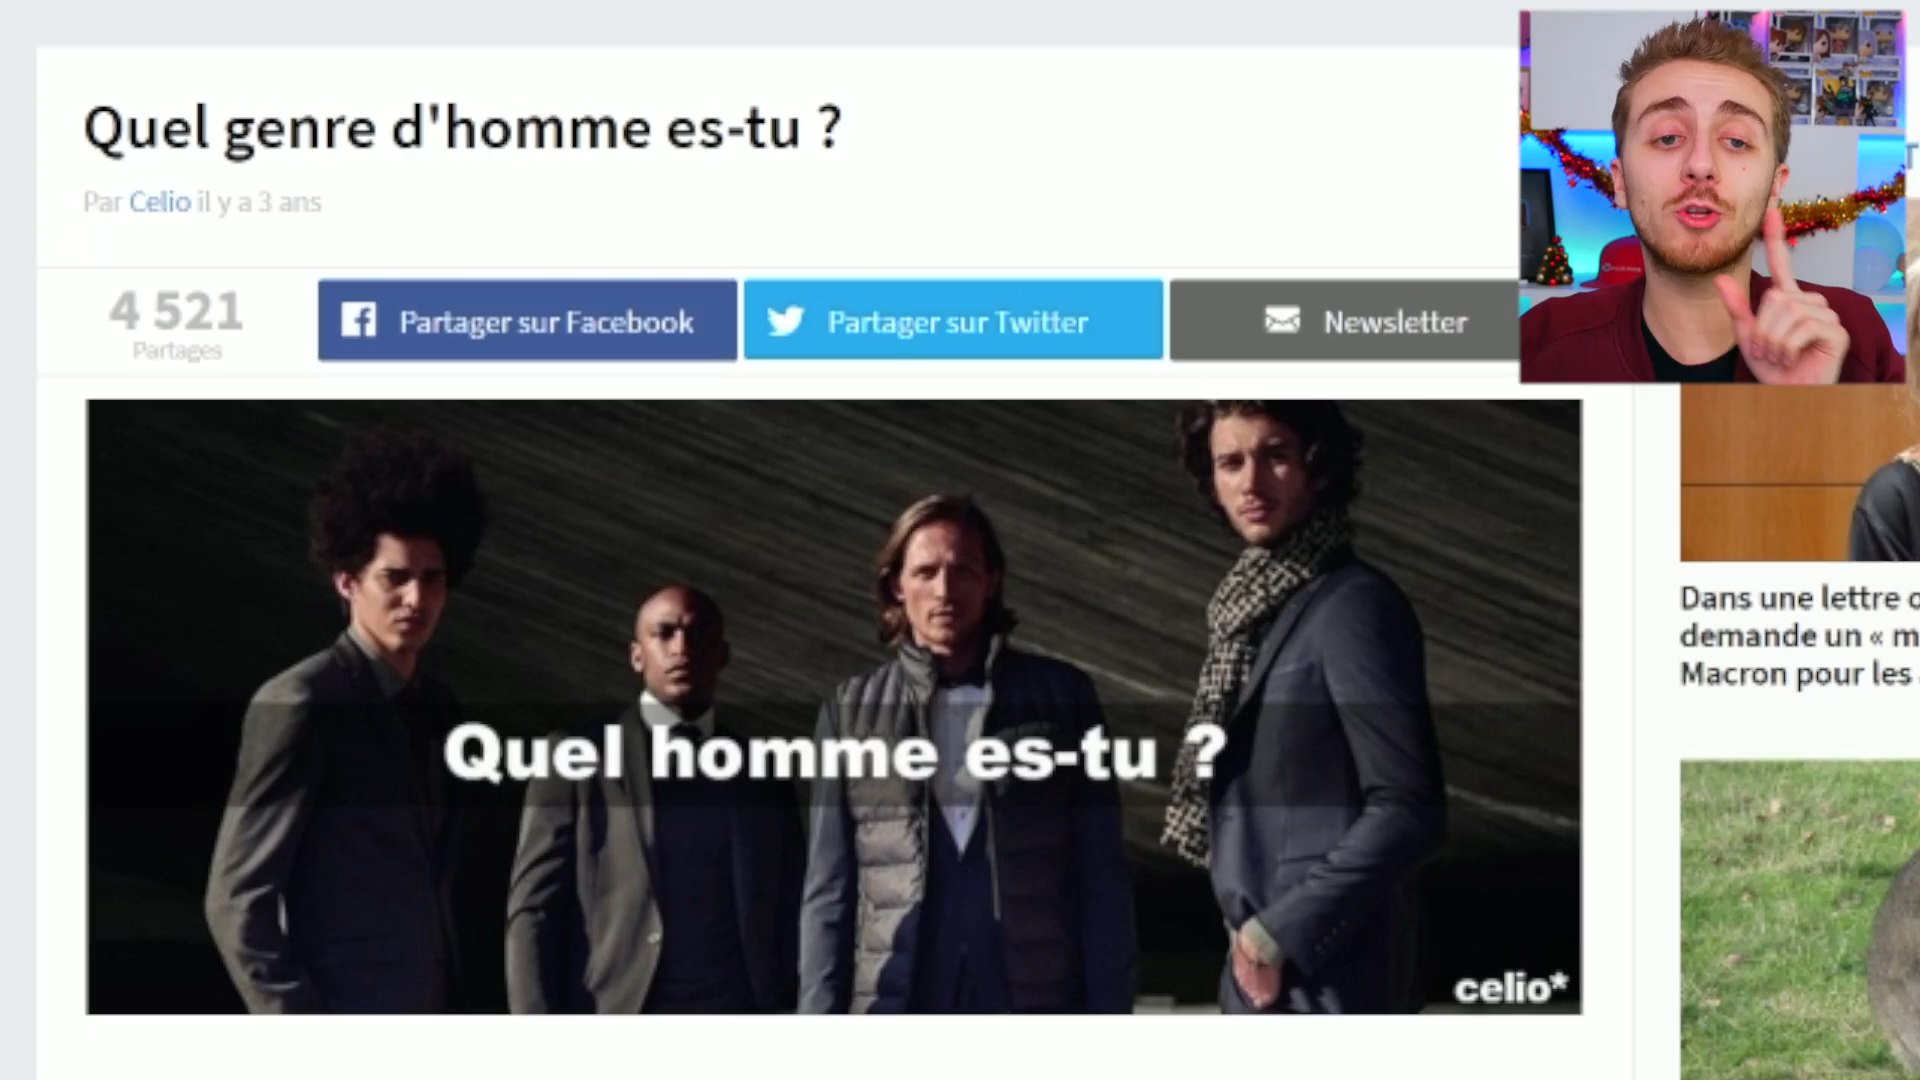 Quel genre d'homme es-tu ?
Par Celio il y a 3 ans
4 521
Partages
Partager sur Facebook
Partager sur Twitter
Newsletter
Quel homme es-tu ?
celio*
Dans une lettre
demande un « m
Macron pour les